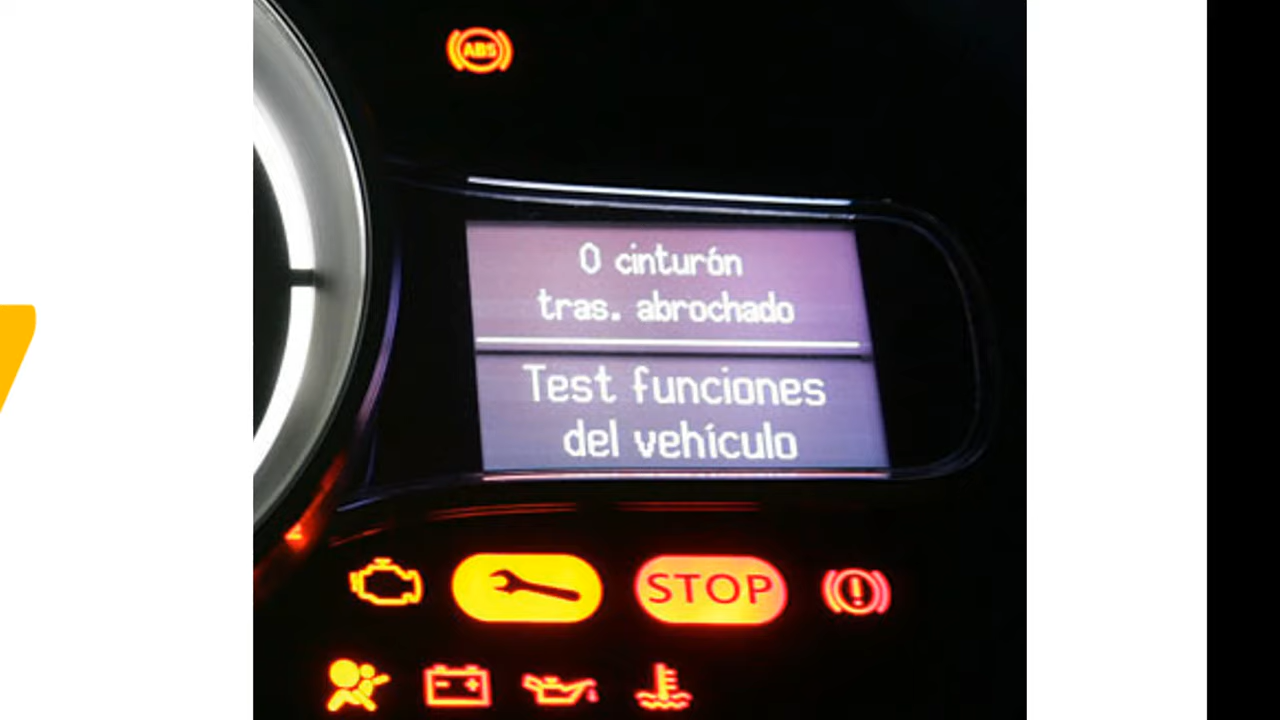 ABS
0 cinturón
tras. abrochado
Test funciones
del vehículo
STOP